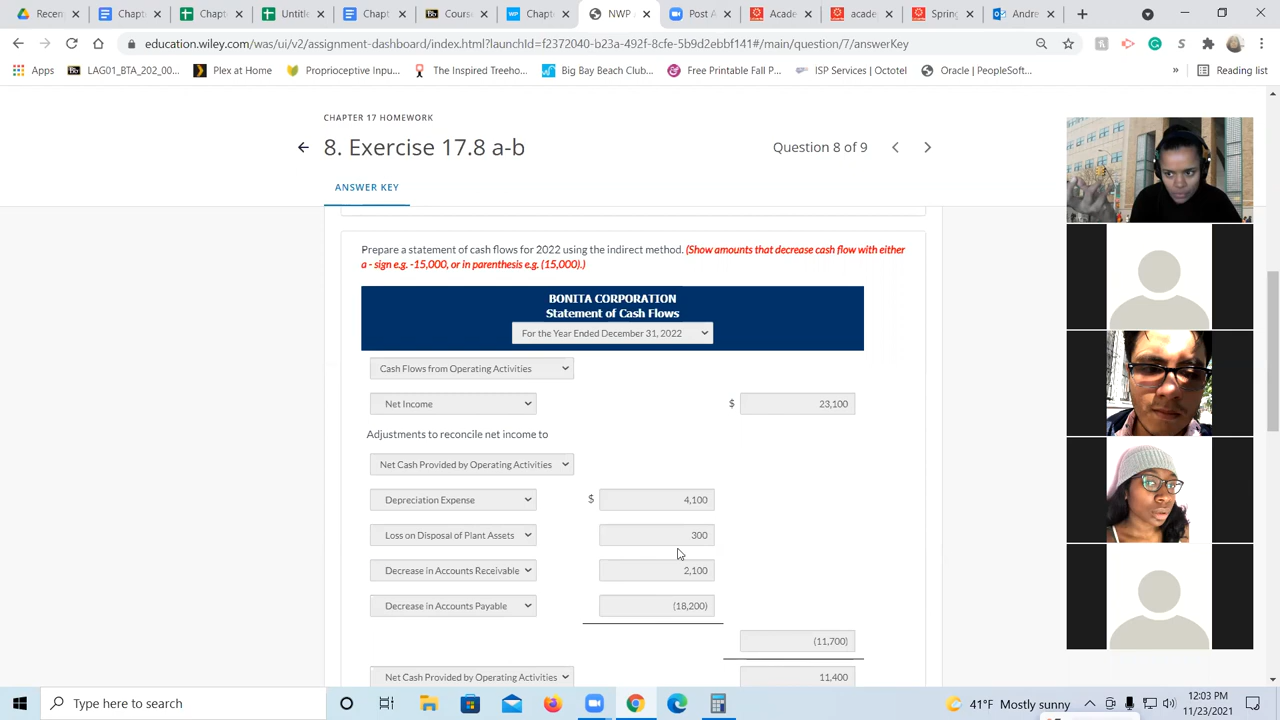 Recen
Chapt
Chapt
Chapt
Cours
Chapt
NWP
Zoom
Acade
acade
Spring
Andre
education.wiley.com/was/ui/v2/assignment-dashboard/index.html?launchId=f2372040-b23a-492f-8cfe-5b9d2ebbf141#/main/question/7/answerKey
Apps
LAG01_BTA_202_00...
Plex at Home
Proprioceptive Inpu...
The Inspired Treeho...
Big Bay Beach Club...
Free Printable Fall P...
ISP Services | Octotel
Oracle | PeopleSoft...
»
Reading list
CHAPTER 17 HOMEWORK
8. Exercise 17.8 a-b
Question 8 of 9
ANSWER KEY
Prepare a statement of cash flows for 2022 using the indirect method. (Show amounts that decrease cash flow with either
a - sign e.g. -15,000, or in parenthesis e.g. (15,000).)
BONITA CORPORATION
Statement of Cash Flows
For the Year Ended December 31, 2022
Cash Flows from Operating Activities
Net Income $ 23,100
Adjustments to reconcile net income to
Net Cash Provided by Operating Activities
Depreciation Expense $ 4,100
Loss on Disposal of Plant Assets 300
Decrease in Accounts Receivable 2,100
Decrease in Accounts Payable (18,200)
(11,700)
Net Cash Provided by Operating Activities 11,400
Type here to search
41°F Mostly sunny
12:03 PM
11/23/2021